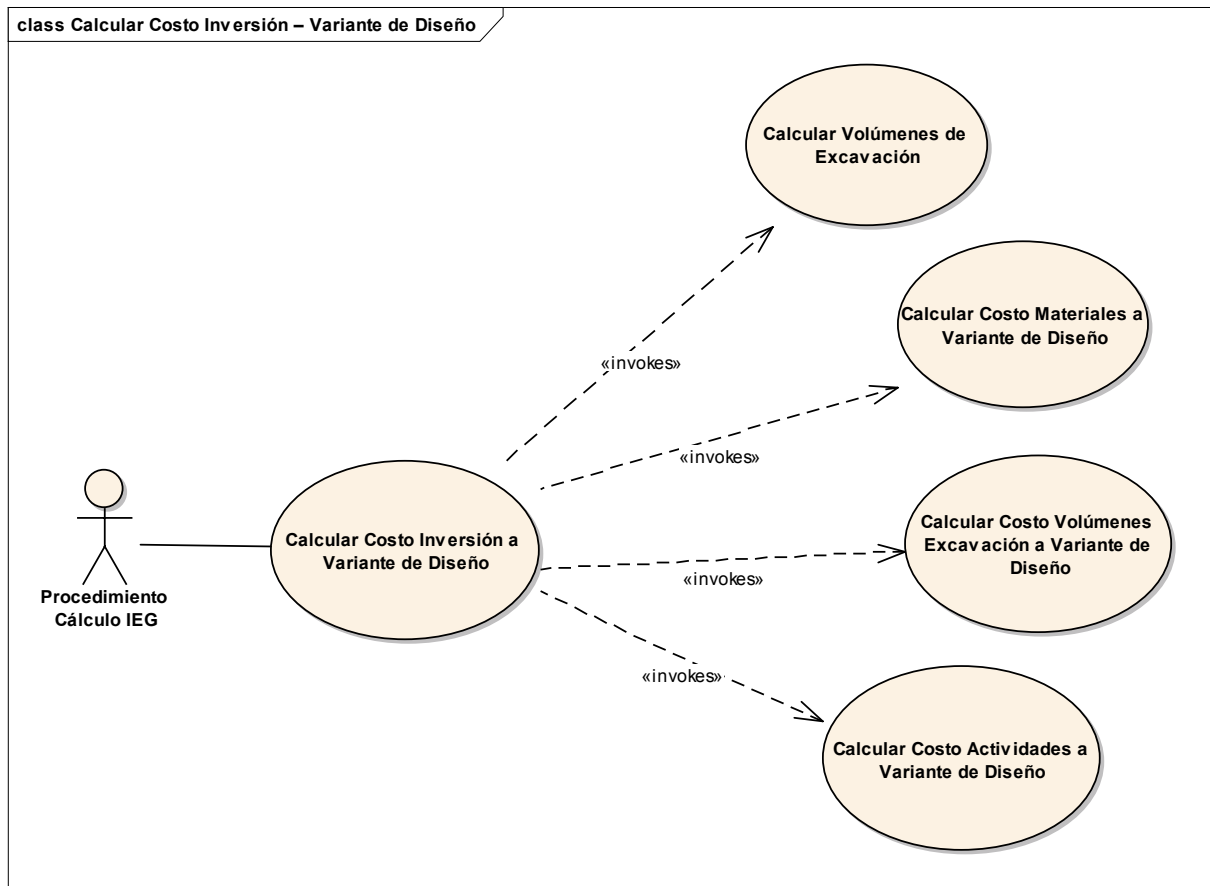 class Calcular Costo Inversión – Variante de Diseño
Calcular Volúmenes de
Excavación
Calcular Costo Materiales a
Variante de Diseño
«invokes»
«invokes»
Calcular Costo Volúmenes
Excavación a Variante de
Diseño
Calcular Costo Inversión a
Variante de Diseño
«invokes»
Procedimiento
Cálculo IEG
«invokes»
Calcular Costo Actividades a
Variante de Diseño